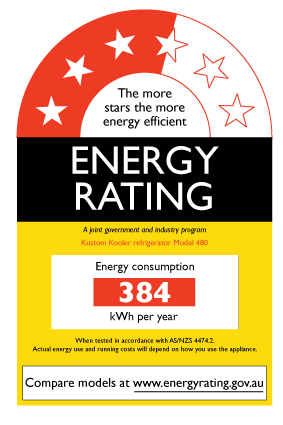 The more
stars the more
energy efficient
ENERGY
RATING
A joint government and industry program
Kustom Kooler refrigerator Model 480
Energy consumption
384
kWh per year
When tested in accordance with AS/NZS 4474.2.
Actual energy use and running costs will depend on how you use the appliance.
Compare models at www.energyrating.gov.au